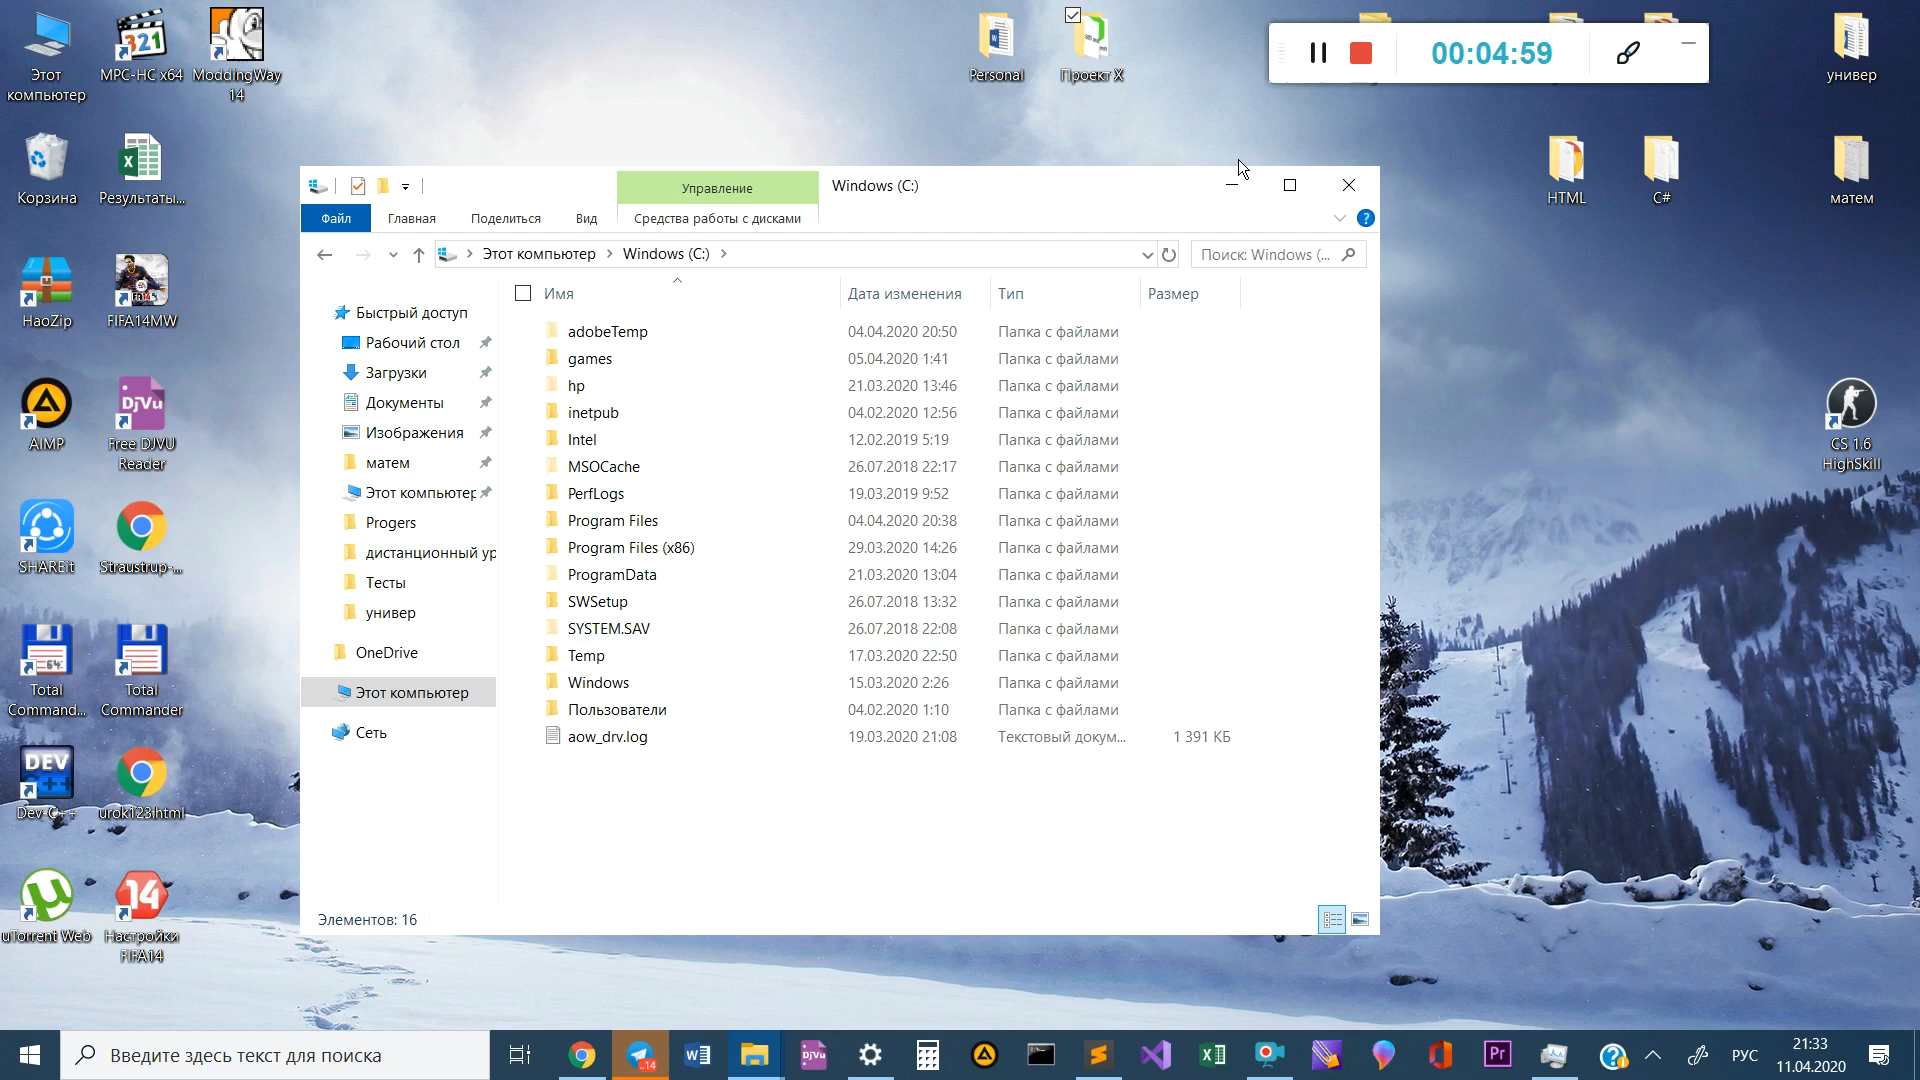 Этот
компьютер
MPC-HC x64
ModdingWay
14
Personal
Проект X
00:04:59
универ
Корзина
Результаты...
HTML
C#
матем
HaoZip
FIFA14MW
AIMP
Free DJVU
Reader
CS 1.6
HighSkill
SHAREit
Straustrup-...
Total
Command...
Total
Commander
Dev-C++
urok123.html
uTorrent Web
Настройки
FIFA14
Управление
Windows (C:)
Файл
Главная
Поделиться
Вид
Средства работы с дисками
Этот компьютер
Windows (C:)
Поиск: Windows (...
Имя
Дата изменения
Тип
Размер
Быстрый доступ
Рабочий стол
Загрузки
Документы
Изображения
матем
Этот компьютер
Progers
дистанционный ур
Тесты
универ
OneDrive
Этот компьютер
Сеть
adobeTemp 04.04.2020 20:50 Папка с файлами
games 05.04.2020 1:41 Папка с файлами
hp 21.03.2020 13:46 Папка с файлами
inetpub 04.02.2020 12:56 Папка с файлами
Intel 12.02.2019 5:19 Папка с файлами
MSOCache 26.07.2018 22:17 Папка с файлами
PerfLogs 19.03.2019 9:52 Папка с файлами
Program Files 04.04.2020 20:38 Папка с файлами
Program Files (x86) 29.03.2020 14:26 Папка с файлами
ProgramData 21.03.2020 13:04 Папка с файлами
SWSetup 26.07.2018 13:32 Папка с файлами
SYSTEM.SAV 26.07.2018 22:08 Папка с файлами
Temp 17.03.2020 22:50 Папка с файлами
Windows 15.03.2020 2:26 Папка с файлами
Пользователи 04.02.2020 1:10 Папка с файлами
aow_drv.log 19.03.2020 21:08 Текстовый докум... 1 391 КБ
Элементов: 16
Введите здесь текст для поиска
РУС
21:33
11.04.2020